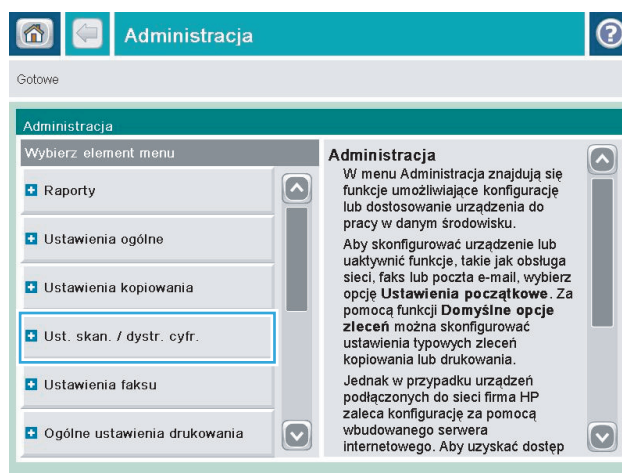 Administracja
Gotowe
Administracja
Wybierz element menu
Raporty
Ustawienia ogólne
Ustawienia kopiowania
Ust. skan. / dystr. cyfr.
Ustawienia faksu
Ogólne ustawienia drukowania
Administracja
W menu Administracja znajdują się
funkcje umożliwiające konfigurację
lub dostosowanie urządzenia do
pracy w danym środowisku.
Aby skonfigurować urządzenie lub
uaktywnić funkcje, takie jak obsługa
sieci, faks lub poczta e-mail, wybierz
opcję Ustawienia początkowe. Za
pomocą funkcji Domyślne opcje
zleceń można skonfigurować
ustawienia typowych zleceń
kopiowania lub drukowania.
Jednak w przypadku urządzeń
podłączonych do sieci firma HP
zaleca konfigurację za pomocą
wbudowanego serwera
internetowego. Aby uzyskać dostęp